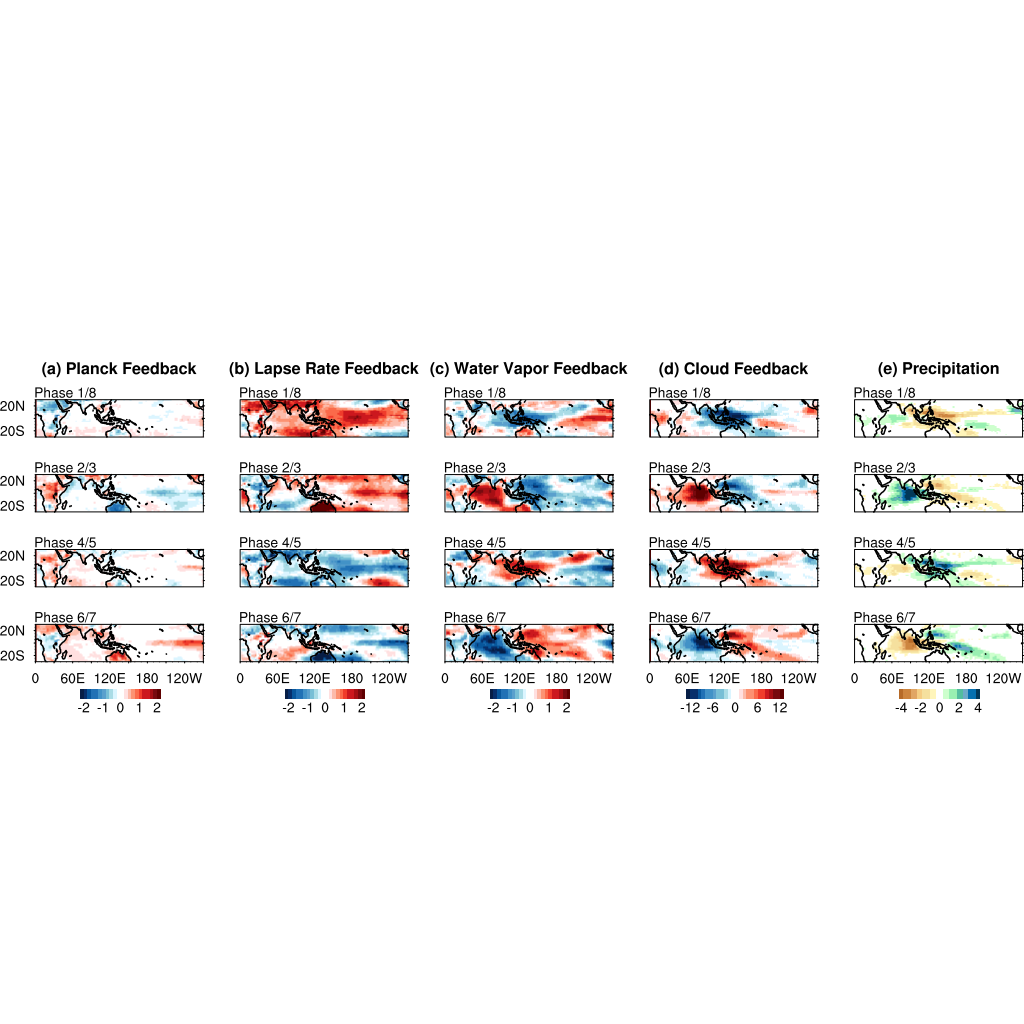 (a) Planck Feedback (b) Lapse Rate Feedback (c) Water Vapor Feedback (d) Cloud Feedback (e) Precipitation
Phase 1/8 Phase 1/8 Phase 1/8 Phase 1/8 Phase 1/8
20N
20S
Phase 2/3 Phase 2/3 Phase 2/3 Phase 2/3 Phase 2/3
20N
20S
Phase 4/5 Phase 4/5 Phase 4/5 Phase 4/5 Phase 4/5
20N
20S
Phase 6/7 Phase 6/7 Phase 6/7 Phase 6/7 Phase 6/7
20N
20S
0 60E 120E 180 120W 0 60E 120E 180 120W 0 60E 120E 180 120W 0 60E 120E 180 120W 0 60E 120E 180 120W
-2 -1 0 1 2 -2 -1 0 1 2 -2 -1 0 1 2 -12 -6 0 6 12 -4 -2 0 2 4